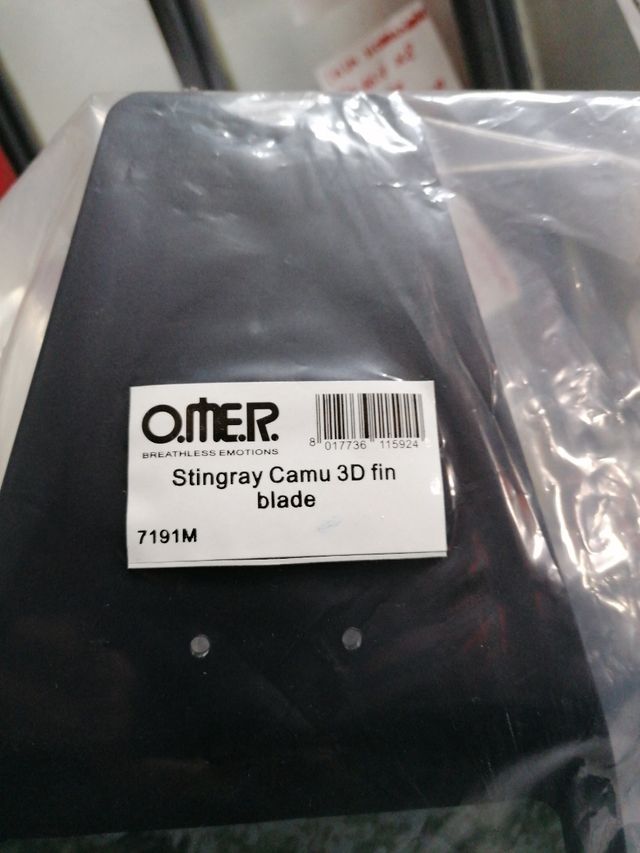 O.ME.R.
BREATHLESS EMOTIONS
8 017736 115924
Stingray Camu 3D fin
blade
7191M